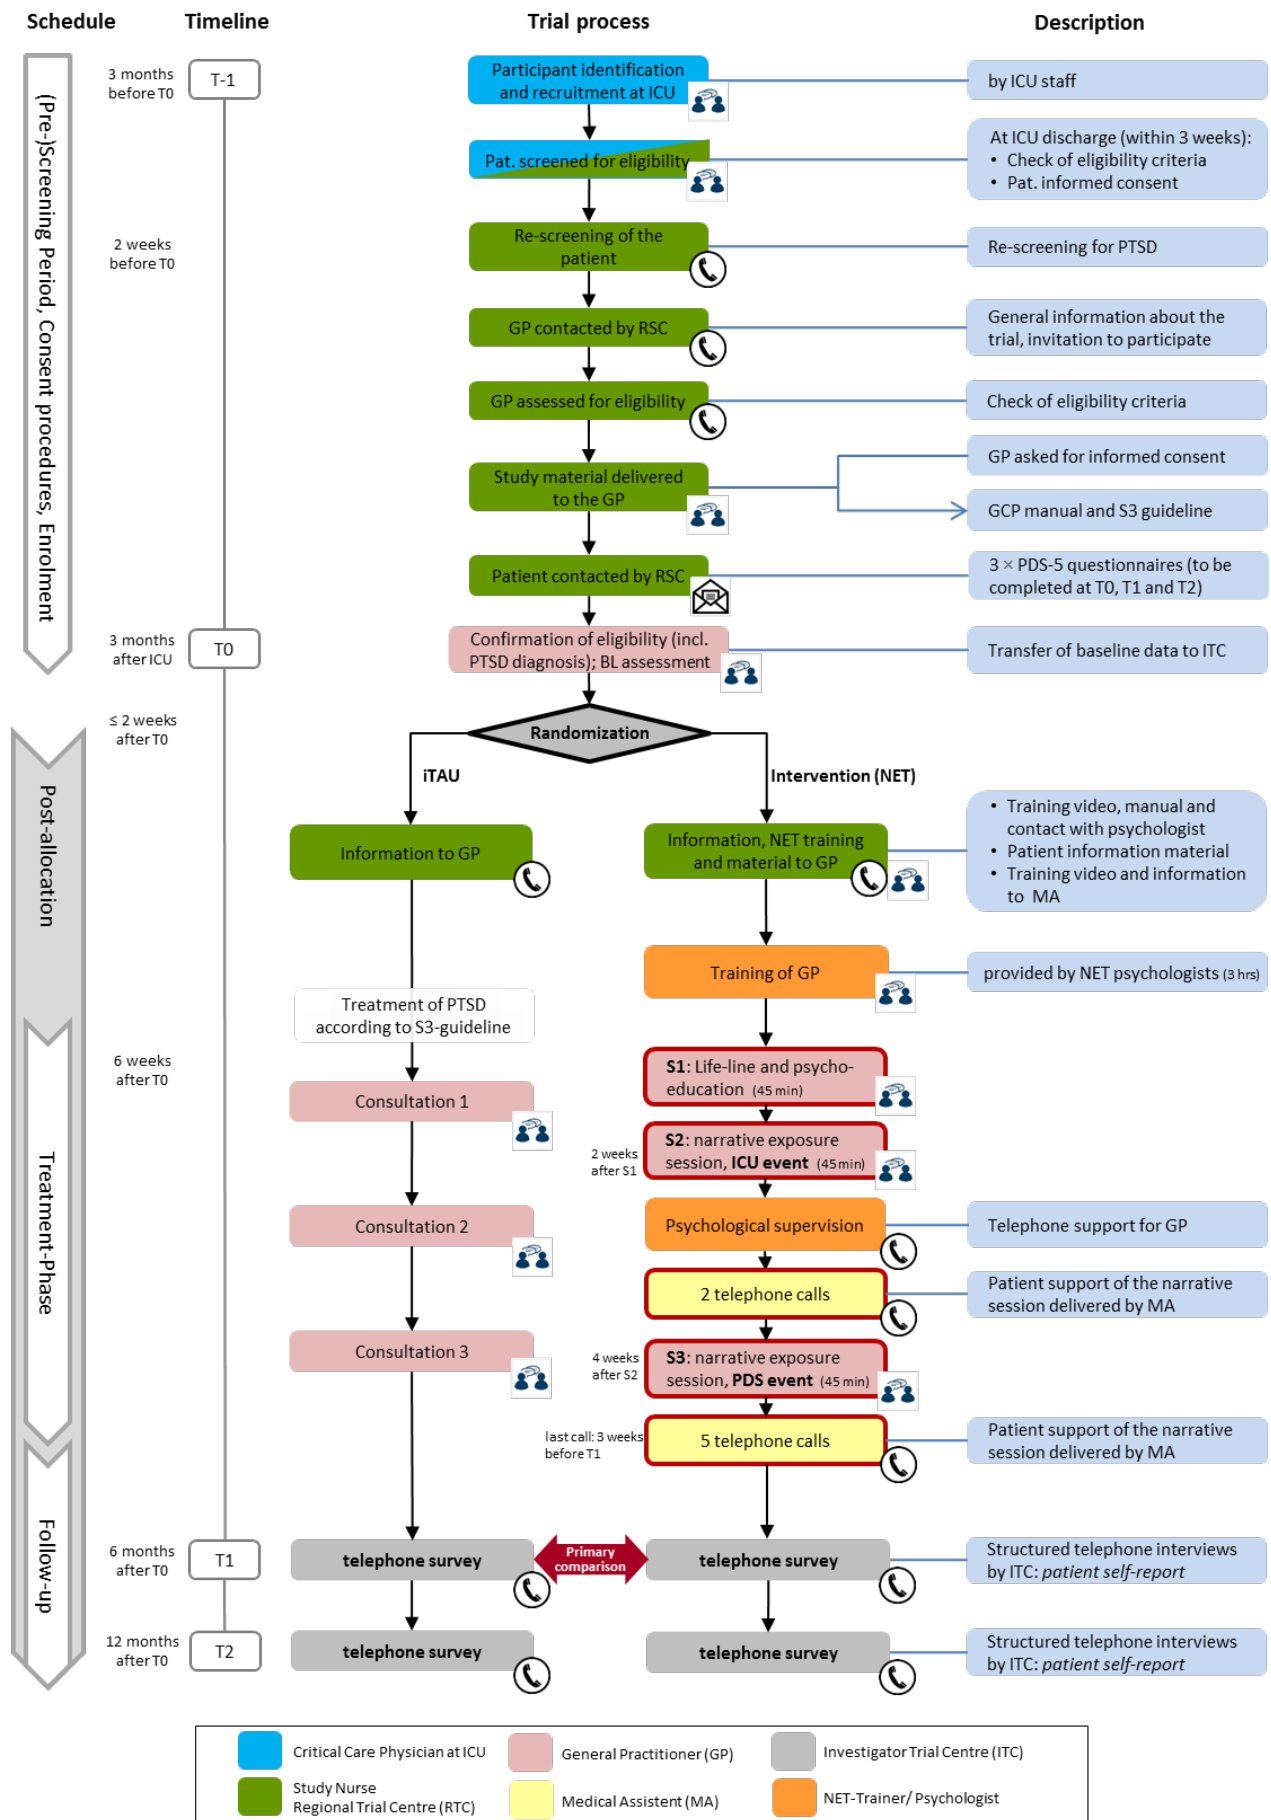 Schedule
Timeline
Trial process
Description
(Pre-)Screening Period, Consent procedures, Enrolment
3 months
before T0
T-1
Participant identification
and recruitment at ICU
by ICU staff
Pat. screened for eligibility
At ICU discharge (within 3 weeks):
• Check of eligibility criteria
• Pat. informed consent
2 weeks
before T0
Re-screening of the
patient
Re-screening for PTSD
GP contacted by RSC
General information about the
trial, invitation to participate
GP assessed for eligibility
Check of eligibility criteria
Study material delivered
to the GP
GP asked for informed consent
GCP manual and S3 guideline
Patient contacted by RSC
3 × PDS-5 questionnaires (to be
completed at T0, T1 and T2)
3 months
after ICU
T0
Confirmation of eligibility (incl.
PTSD diagnosis); BL assessment
Transfer of baseline data to ITC
≤ 2 weeks
after T0
Randomization
iTAU
Intervention (NET)
Post-allocation
Information to GP
Information, NET training
and material to GP
• Training video, manual and
contact with psychologist
• Patient information material
• Training video and information
to MA
Training of GP
provided by NET psychologists (3 hrs)
Treatment of PTSD
according to S3-guideline
Treatment-Phase
6 weeks
after T0
Consultation 1
S1: Life-line and psycho-
education (45 min)
2 weeks
after S1
S2: narrative exposure
session, ICU event (45 min)
Consultation 2
Psychological supervision
Telephone support for GP
2 telephone calls
Patient support of the narrative
session delivered by MA
Consultation 3
4 weeks
after S2
S3: narrative exposure
session, PDS event (45 min)
last call: 3 weeks
before T1
5 telephone calls
Patient support of the narrative
session delivered by MA
Follow-up
6 months
after T0
T1
telephone survey
Primary
comparison
telephone survey
Structured telephone interviews
by ITC: patient self-report
12 months
after T0
T2
telephone survey
telephone survey
Structured telephone interviews
by ITC: patient self-report
Critical Care Physician at ICU
General Practitioner (GP)
Investigator Trial Centre (ITC)
Study Nurse
Regional Trial Centre (RTC)
Medical Assistent (MA)
NET-Trainer/ Psychologist